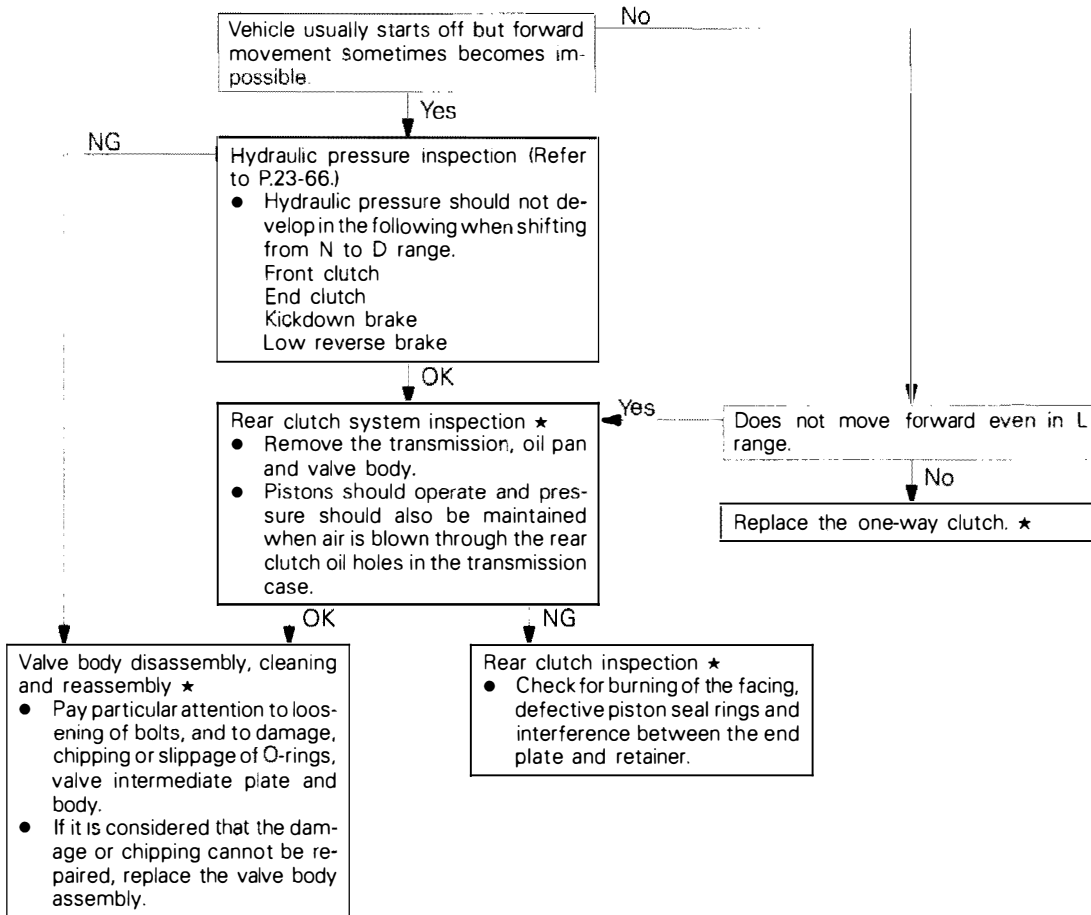 No
Vehicle usually starts off but forward
movement sometimes becomes im-
possible.
Yes
NG
Hydraulic pressure inspection (Refer
to P.23-66.)
● Hydraulic pressure should not de-
velop in the following when shifting
from N to D range.
Front clutch
End clutch
Kickdown brake
Low reverse brake
OK
Rear clutch system inspection ★
● Remove the transmission, oil pan
and valve body.
● Pistons should operate and pres-
sure should also be maintained
when air is blown through the rear
clutch oil holes in the transmission
case.
Yes
Does not move forward even in L
range.
No
Replace the one-way clutch. ★
OK
NG
Valve body disassembly, cleaning
and reassembly ★
● Pay particular attention to loos-
ening of bolts, and to damage,
chipping or slippage of O-rings,
valve intermediate plate and
body.
● If it is considered that the dam-
age or chipping cannot be re-
paired, replace the valve body
assembly.
Rear clutch inspection ★
● Check for burning of the facing,
defective piston seal rings and
interference between the end
plate and retainer.